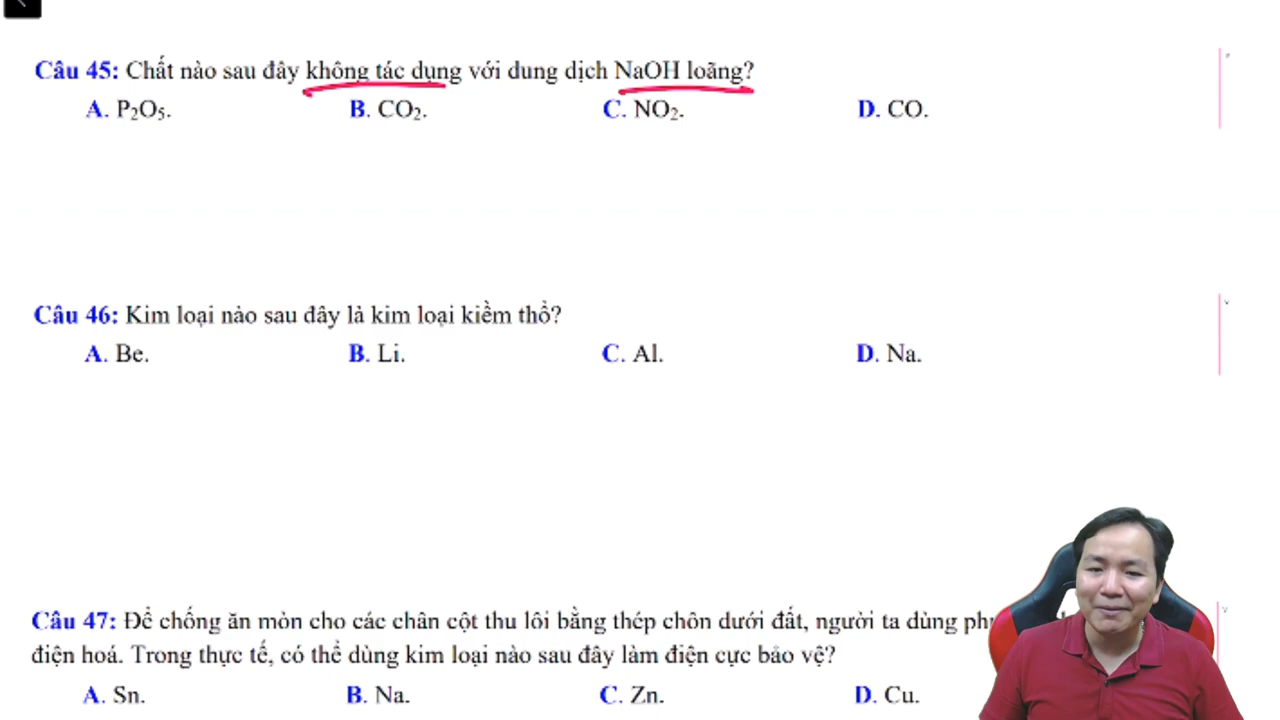 Câu 45: Chất nào sau đây không tác dụng với dung dịch NaOH loãng?
A. P₂O₅. B. CO₂. C. NO₂. D. CO.
Câu 46: Kim loại nào sau đây là kim loại kiềm thổ?
A. Be. B. Li. C. Al. D. Na.
Câu 47: Để chống ăn mòn cho các chân cột thu lôi bằng thép chôn dưới đất, người ta dùng
điện hoá. Trong thực tế, có thể dùng kim loại nào sau đây làm điện cực bảo vệ?
A. Sn. B. Na. C. Zn. D. Cu.